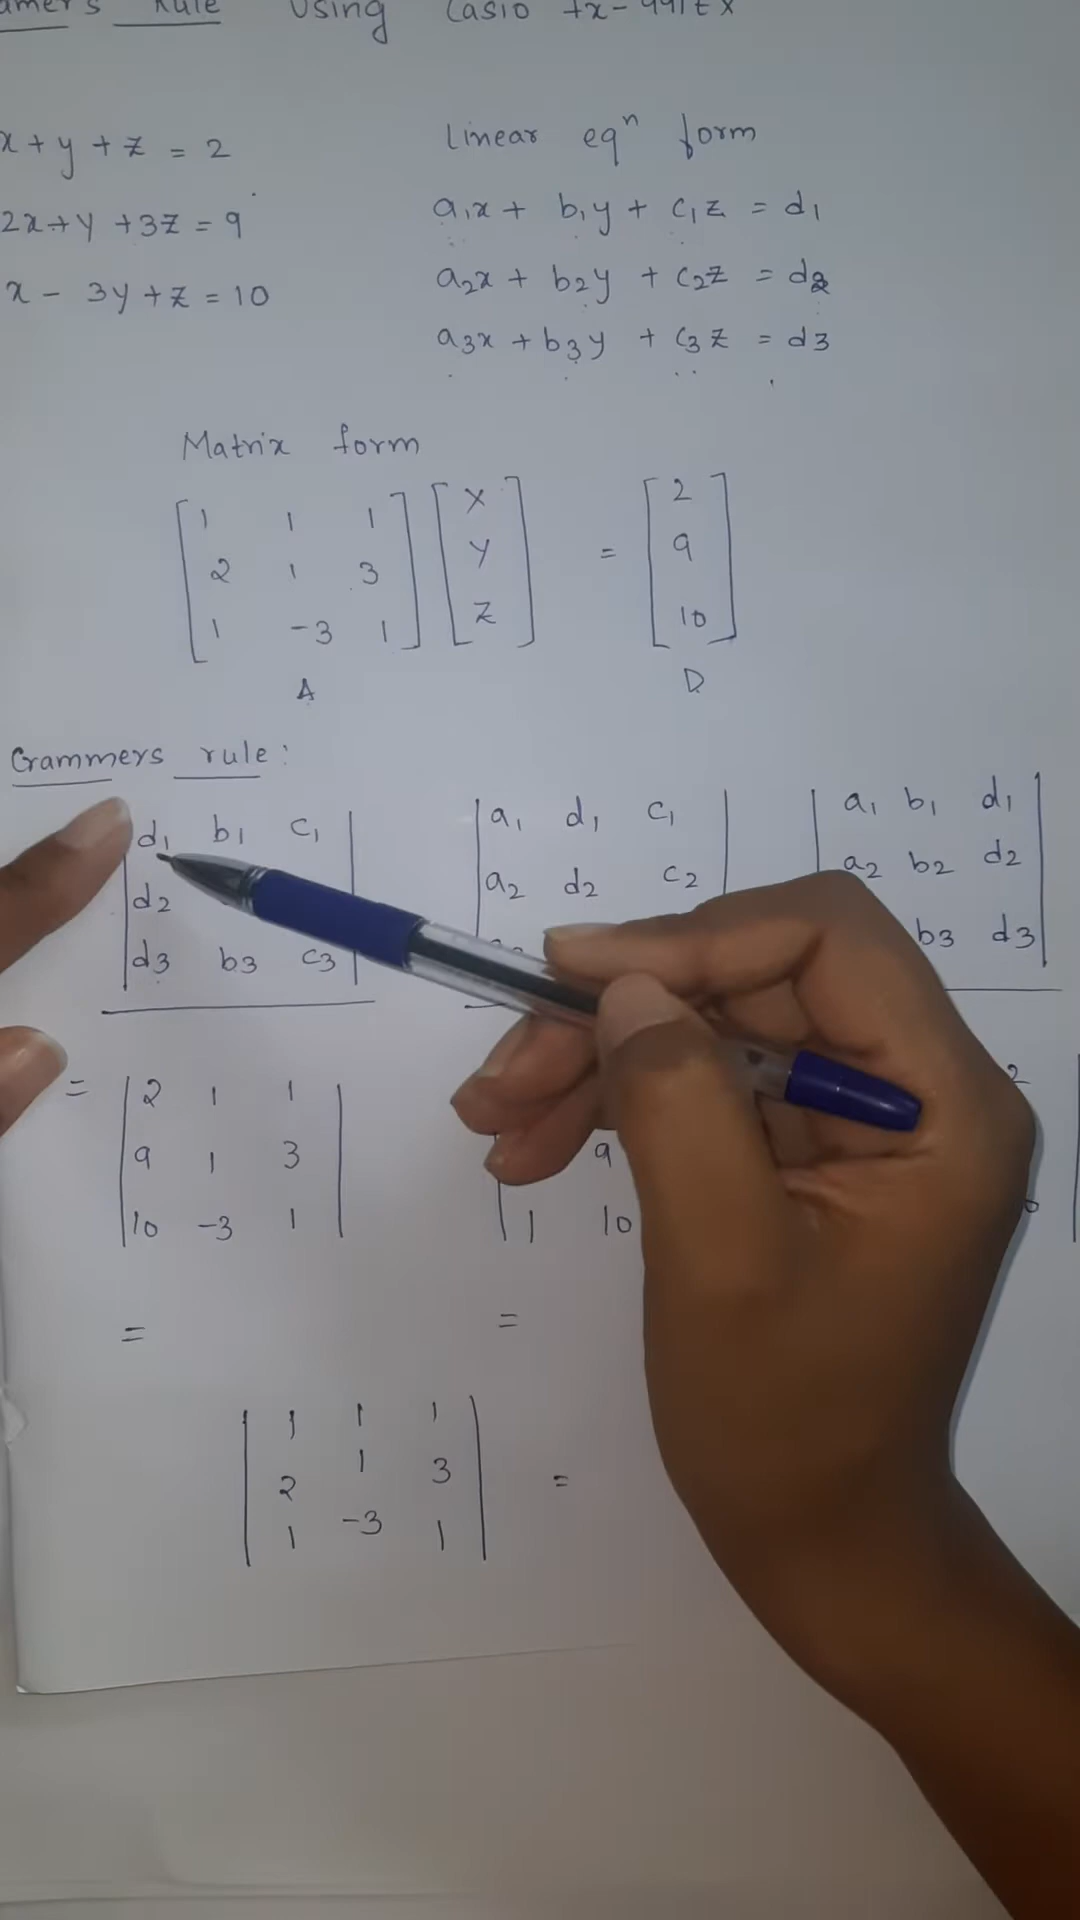 Rule Using Casio fx-991EX
x + y + z = 2
2x + y + 3z = 9
x - 3y + z = 10
Linear eqⁿ form
a₁x + b₁y + c₁z = d₁
a₂x + b₂y + c₂z = d₂
a₃x + b₃y + c₃z = d₃
Matrix form
1 1 1 X = 2
2 1 3 y 9
1 -3 1 z 10
A D
Crammers rule:
d₁ b₁ c₁ a₁ d₁ c₁ a₁ b₁ d₁
d₂ a₂ d₂ c₂ a₂ b₂ d₂
d₃ b₃ c₃ b₃ d₃
= 2 1 1 2
9 1 3 9
10 -3 1 1 10
= =
1 1 1
2 1 3 =
1 -3 1